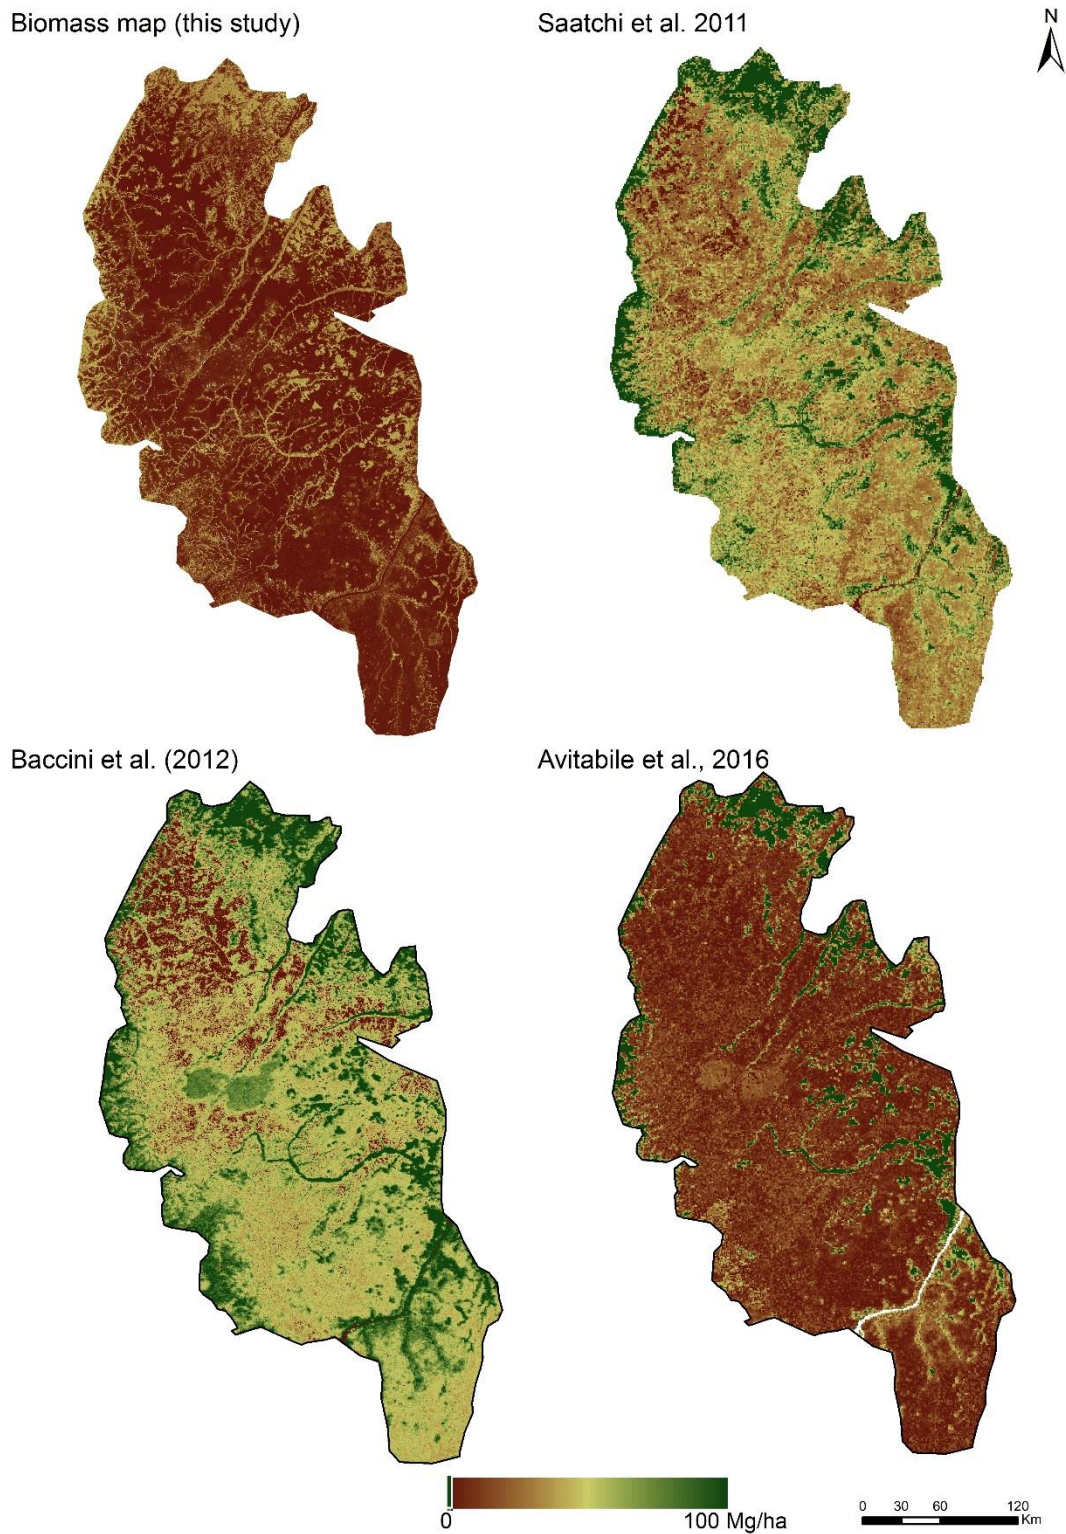 Biomass map (this study)
Saatchi et al. 2011
N
Baccini et al. (2012)
Avitabile et al., 2016
0
100 Mg/ha
0 30 60 120
Km